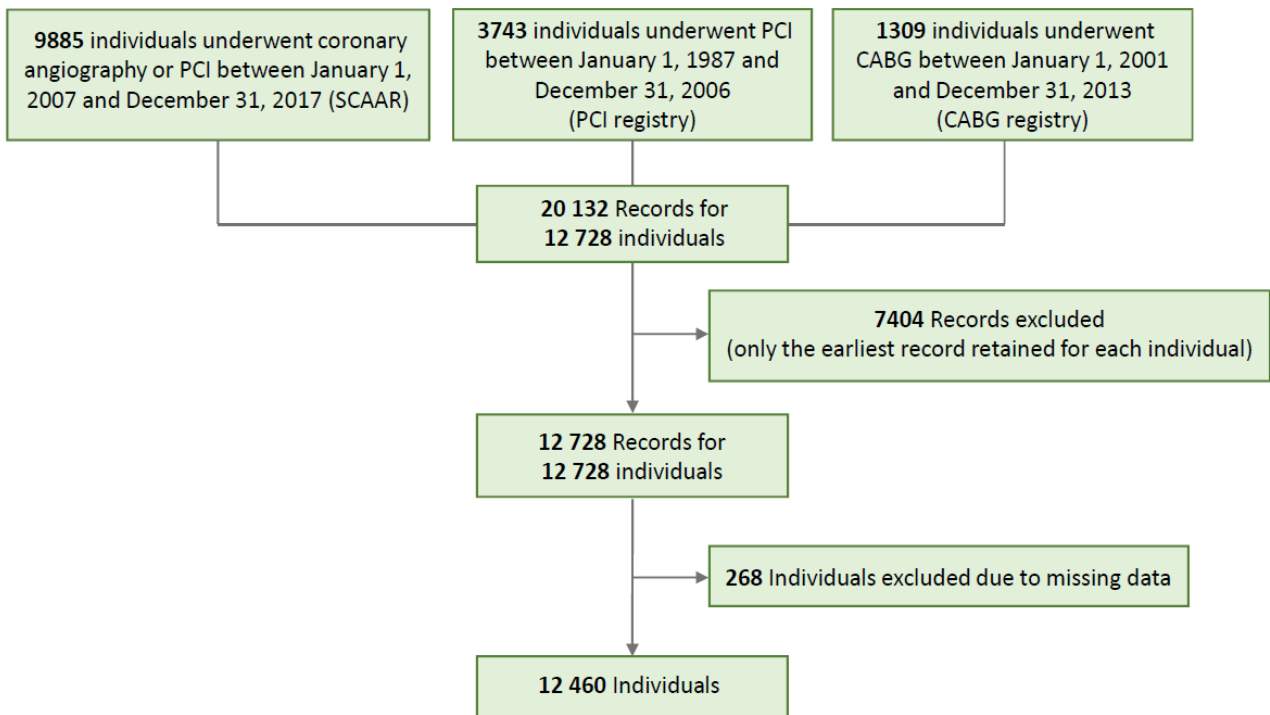 9885 individuals underwent coronary
angiography or PCI between January 1,
2007 and December 31, 2017 (SCAAR)
3743 individuals underwent PCI
between January 1, 1987 and
December 31, 2006
(PCI registry)
1309 individuals underwent
CABG between January 1, 2001
and December 31, 2013
(CABG registry)
20 132 Records for
12 728 individuals
7404 Records excluded
(only the earliest record retained for each individual)
12 728 Records for
12 728 individuals
268 Individuals excluded due to missing data
12 460 Individuals